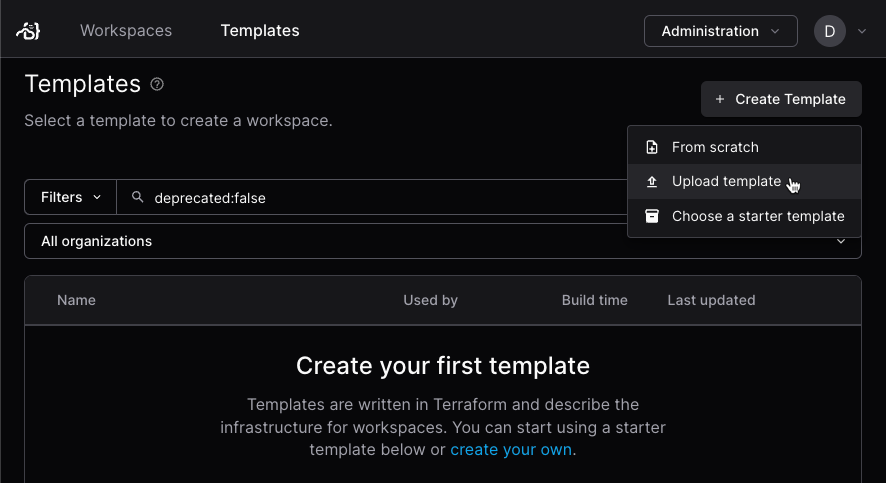 Workspaces Templates Administration D
Templates
+ Create Template
Select a template to create a workspace.
From scratch
Upload template
Choose a starter template
Filters deprecated:false
All organizations
Name Used by Build time Last updated
Create your first template
Templates are written in Terraform and describe the
infrastructure for workspaces. You can start using a starter
template below or create your own.